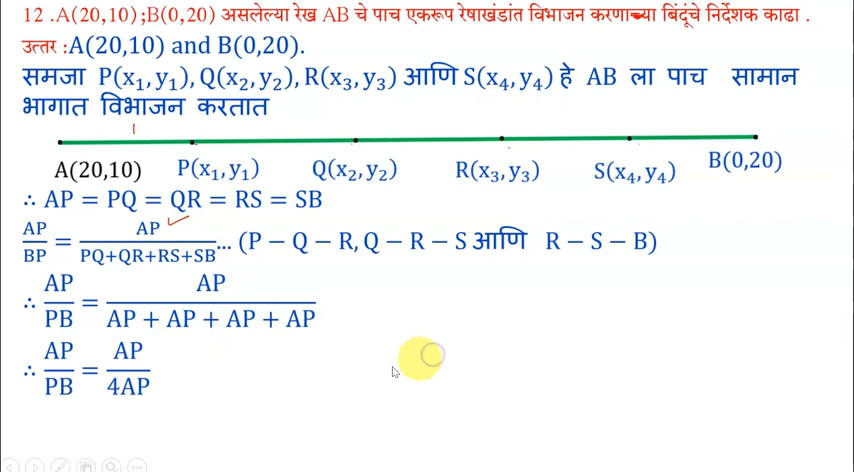 12 .A(20,10);B(0,20) असलेल्या रेख AB चे पाच एकरूप रेषाखंडांत विभाजन करणाऱ्या बिंदूंचे निर्देशक काढा .
उत्तर :A(20,10) and B(0,20).
समजा P(x₁,y₁), Q(x₂,y₂), R(x₃,y₃) आणि S(x₄,y₄) हे AB ला पाच सामान
भागात विभाजन करतात
A(20,10) P(x₁,y₁) Q(x₂,y₂) R(x₃,y₃) S(x₄,y₄) B(0,20)
∴ AP = PQ = QR = RS = SB
AP/BP = AP/(PQ+QR+RS+SB)... (P − Q − R, Q − R − S आणि R − S − B)
∴ AP/PB = AP/(AP + AP + AP + AP)
∴ AP/PB = AP/4AP